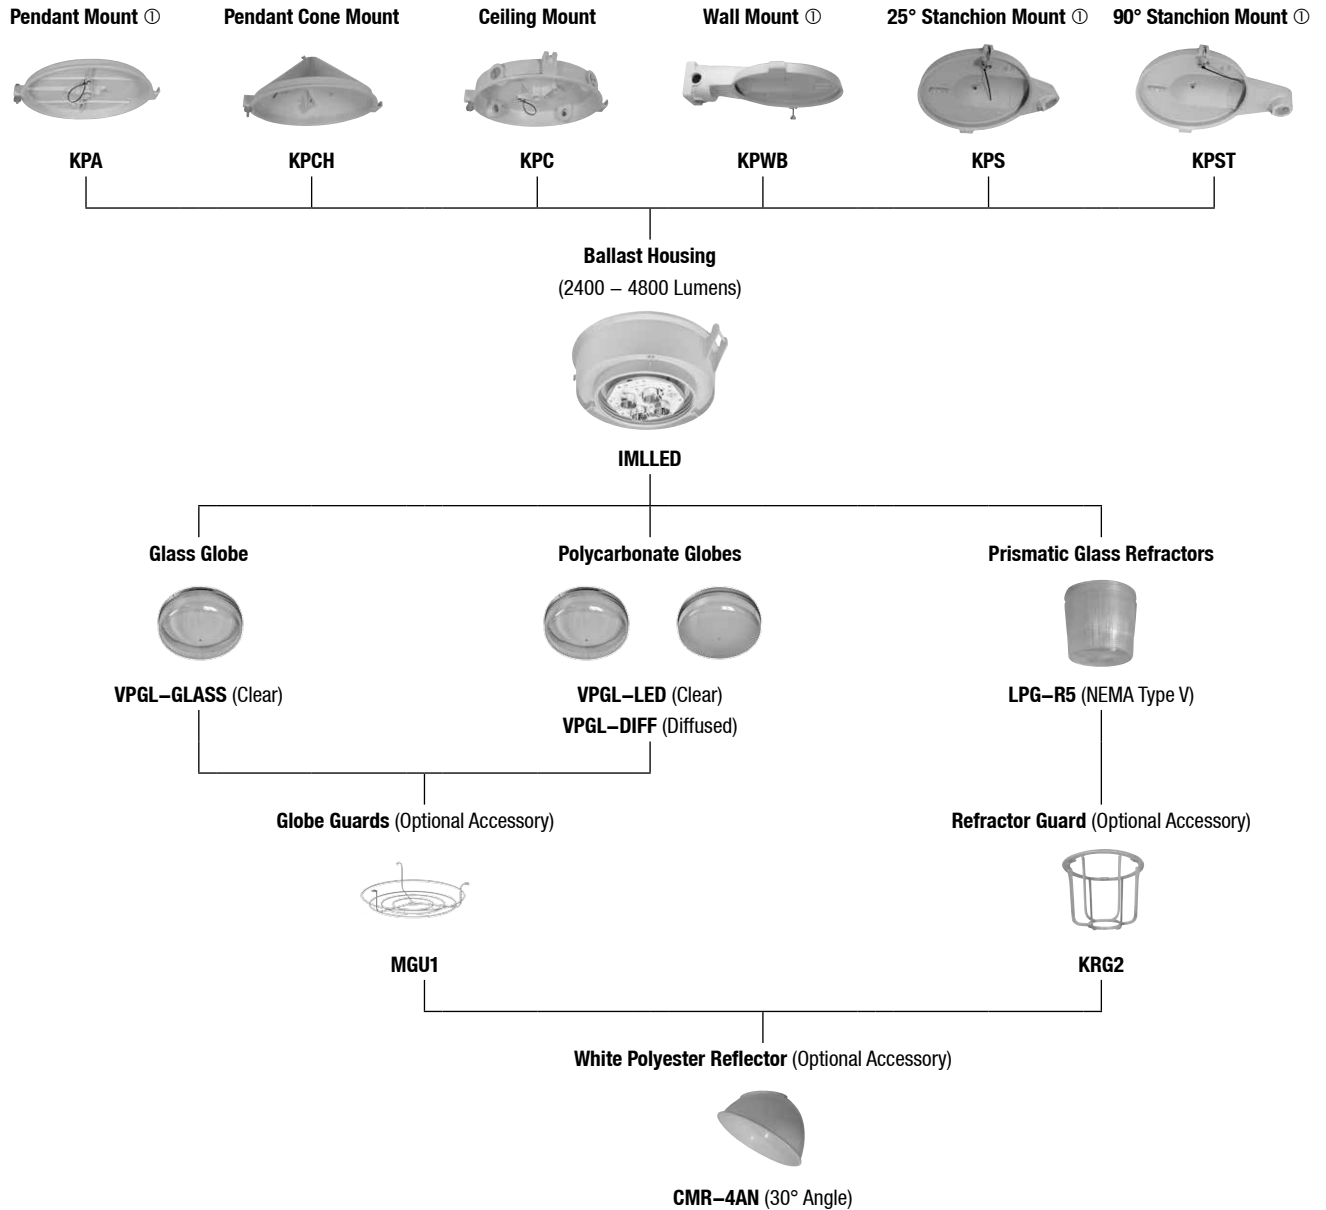 Pendant Mount ①
Pendant Cone Mount
Ceiling Mount
Wall Mount ①
25° Stanchion Mount ①
90° Stanchion Mount ①
KPA
KPCH
KPC
KPWB
KPS
KPST
Ballast Housing
(2400 – 4800 Lumens)
IMLLED
Glass Globe
Polycarbonate Globes
Prismatic Glass Refractors
VPGL–GLASS (Clear)
VPGL–LED (Clear)
LPG–R5 (NEMA Type V)
VPGL–DIFF (Diffused)
Globe Guards (Optional Accessory)
Refractor Guard (Optional Accessory)
MGU1
KRG2
White Polyester Reflector (Optional Accessory)
CMR–4AN (30° Angle)